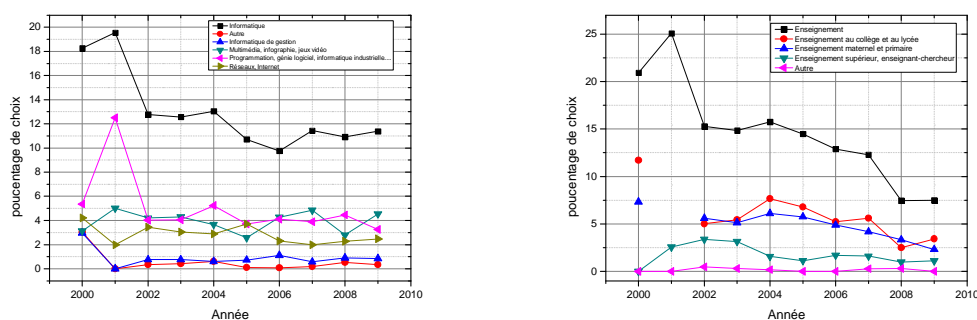 Informatique
Autre
Informatique de gestion
Multimédia, infographie, jeux vidéo
Programmation, génie logiciel, informatique industrielle....
Réseaux, Internet
poucentage de choix
20
18
16
14
12
10
8
6
4
2
0
2000
2002
2004
2006
2008
2010
Année
Enseignement
Enseignement au collège et au lycée
Enseignement maternel et primaire
Enseignement supérieur, enseignant-chercheur
Autre
poucentage de choix
25
20
15
10
5
0
2000
2002
2004
2006
2008
2010
Année